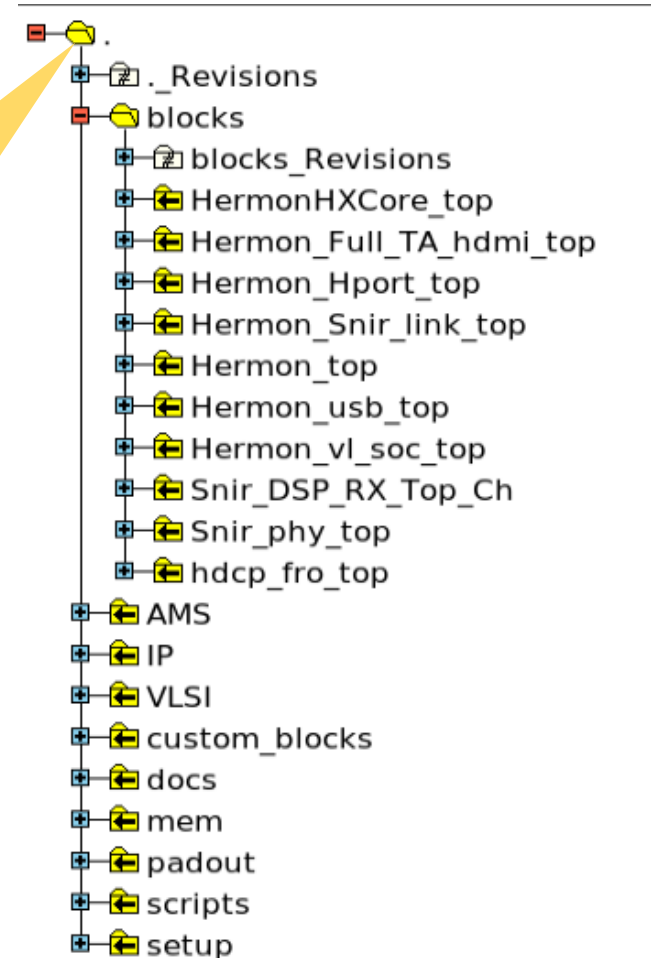 .
._Revisions
blocks
blocks_Revisions
HermonHXCore_top
Hermon_Full_TA_hdmi_top
Hermon_Hport_top
Hermon_Snir_link_top
Hermon_top
Hermon_usb_top
Hermon_vl_soc_top
Snir_DSP_RX_Top_Ch
Snir_phy_top
hdcp_fro_top
AMS
IP
VLSI
custom_blocks
docs
mem
padout
scripts
setup